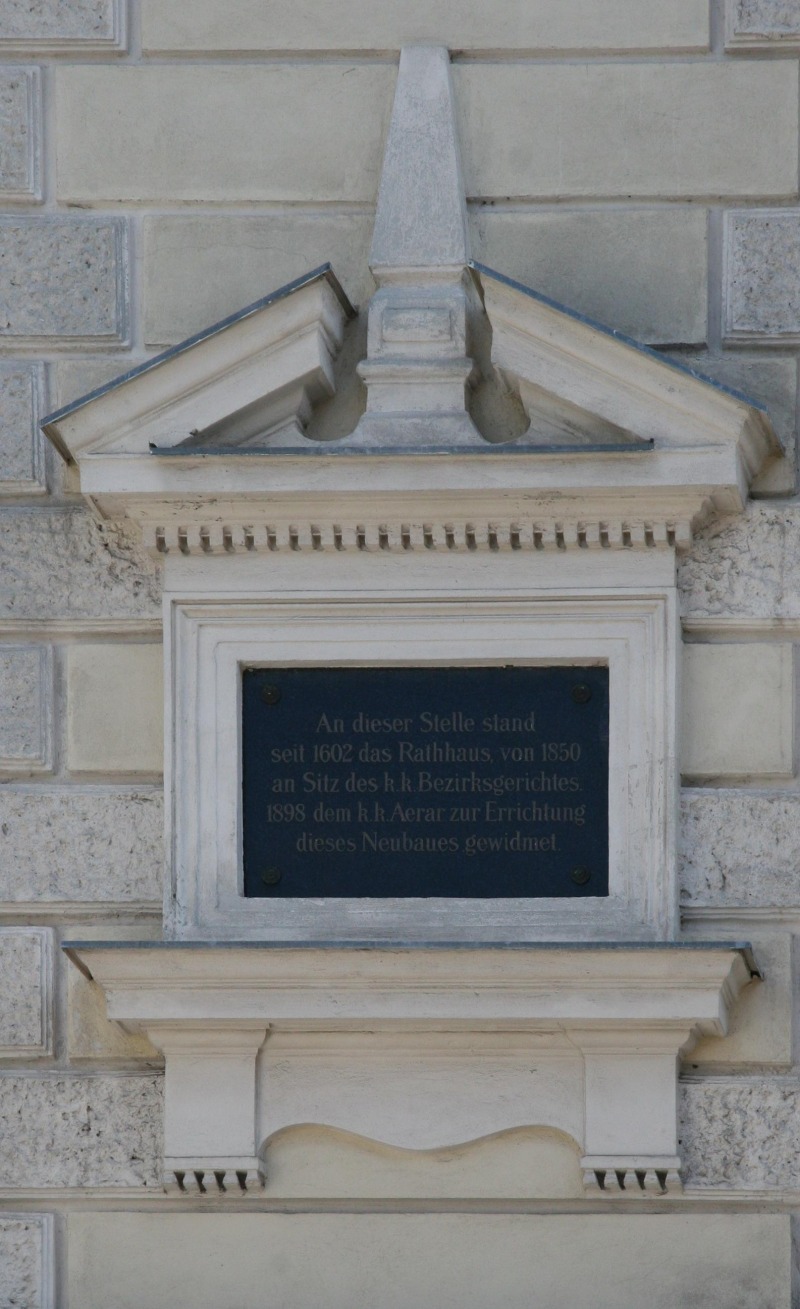 An dieser Stelle stand
seit 1602 das Rathhaus, von 1850
an Sitz des k.k. Bezirksgerichtes.
1898 dem k.k. Aerar zur Errichtung
dieses Neubaues gewidmet.